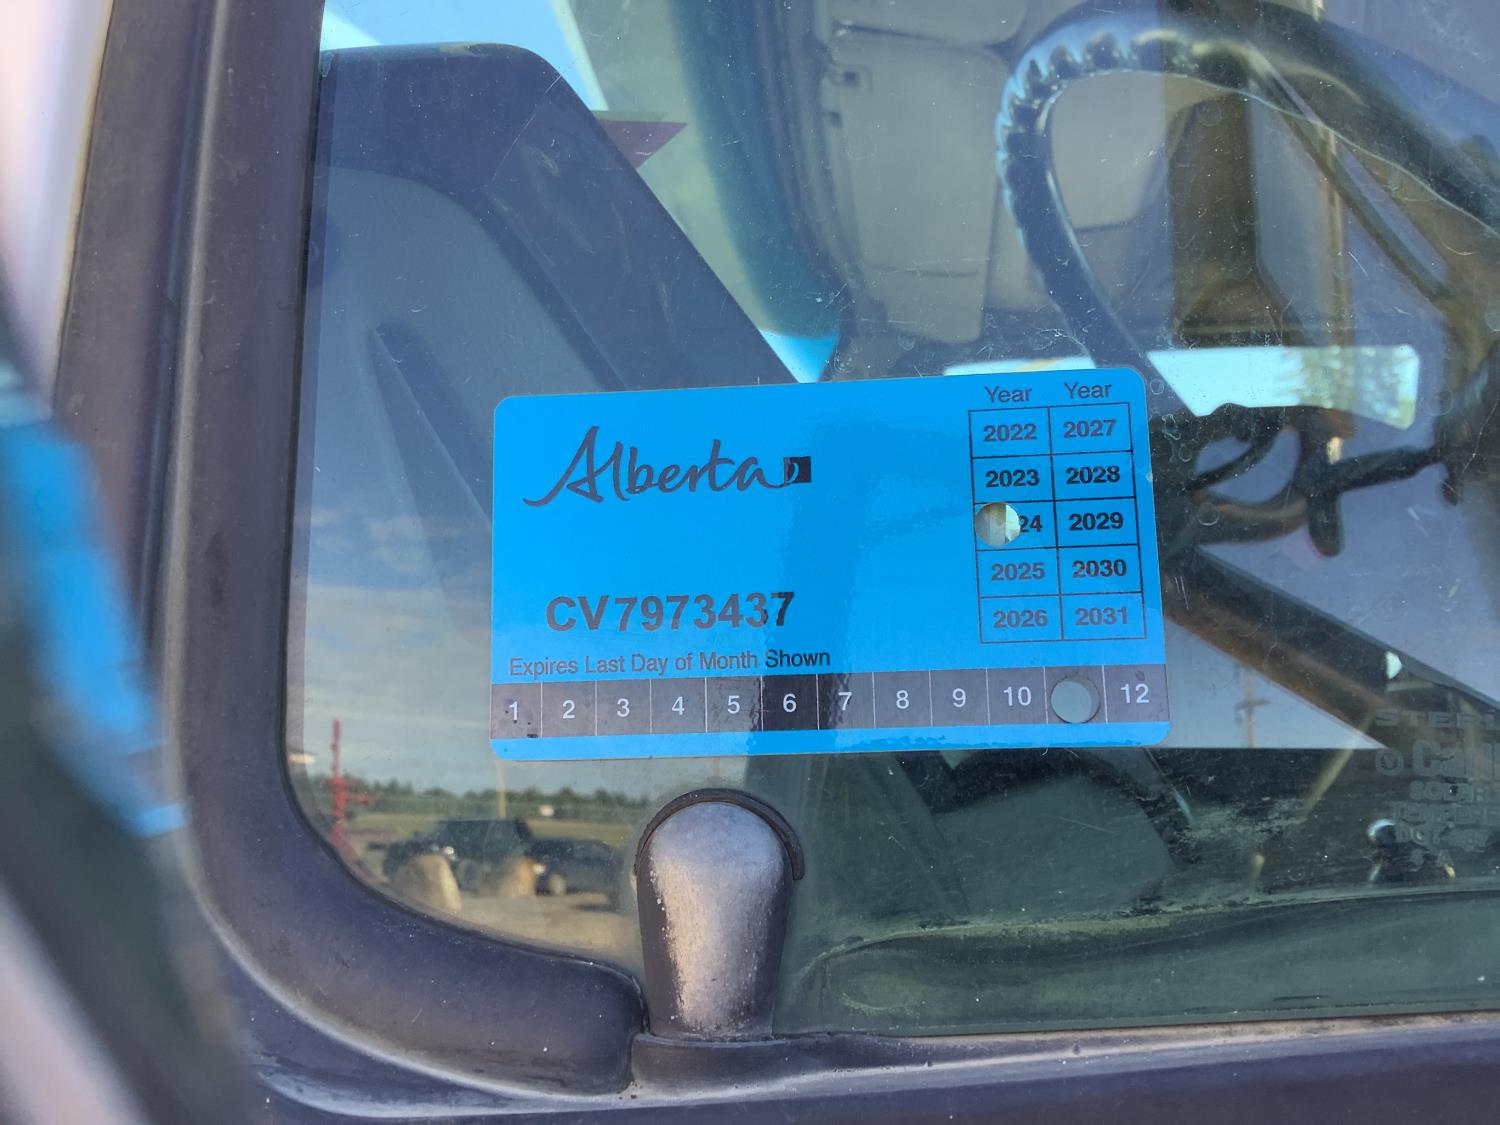 Alberta
Year Year
2022 2027
2023 2028
24 2029
2025 2030
2026 2031
CV7973437
Expires Last Day of Month Shown
1 2 3 4 5 6 7 8 9 10 12